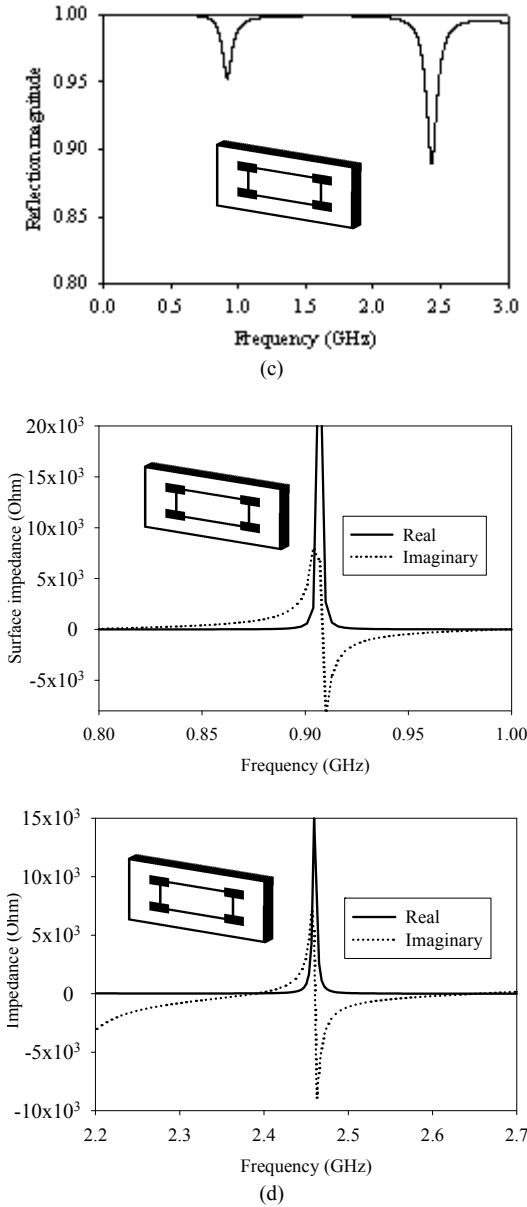 1.00
0.95
0.90
0.85
0.80
Reflection magnitude
0.0 0.5 1.0 1.5 2.0 2.5 3.0
Frequency (GHz)
(c)
20x10³
15x10³
10x10³
5x10³
0
-5x10³
Surface impedance (Ohm)
Real
Imaginary
0.80 0.85 0.90 0.95 1.00
Frequency (GHz)
15x10³
10x10³
5x10³
0
-5x10³
-10x10³
Impedance (Ohm)
Real
Imaginary
2.2 2.3 2.4 2.5 2.6 2.7
Frequency (GHz)
(d)